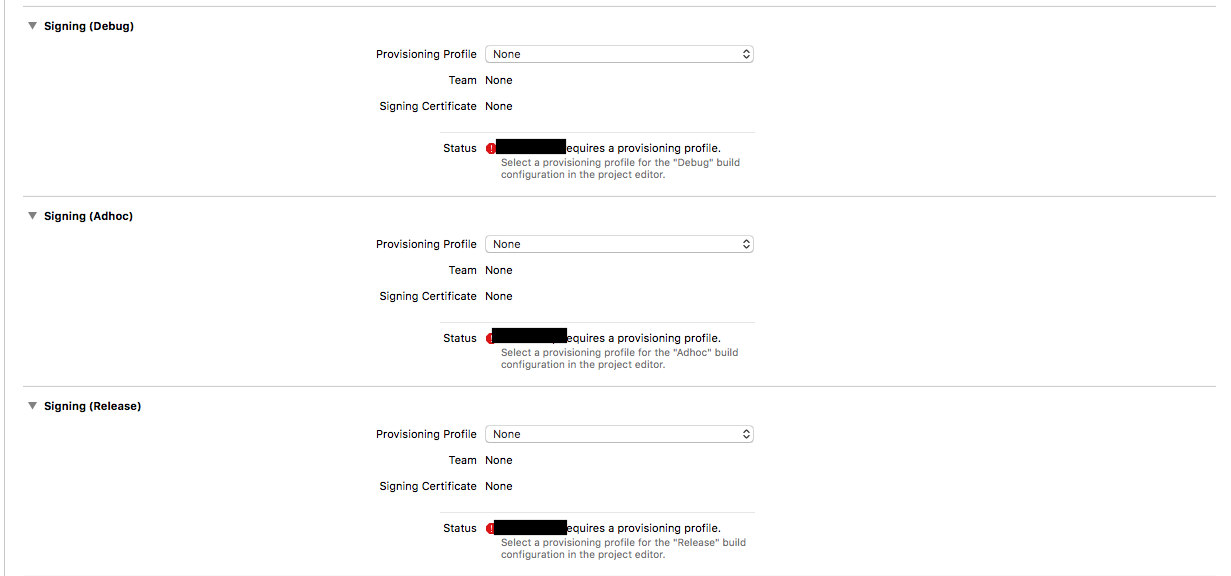 Signing (Debug)
Provisioning Profile None
Team None
Signing Certificate None
Status equires a provisioning profile.
Select a provisioning profile for the "Debug" build
configuration in the project editor.
Signing (Adhoc)
Provisioning Profile None
Team None
Signing Certificate None
Status equires a provisioning profile.
Select a provisioning profile for the "Adhoc" build
configuration in the project editor.
Signing (Release)
Provisioning Profile None
Team None
Signing Certificate None
Status equires a provisioning profile.
Select a provisioning profile for the "Release" build
configuration in the project editor.